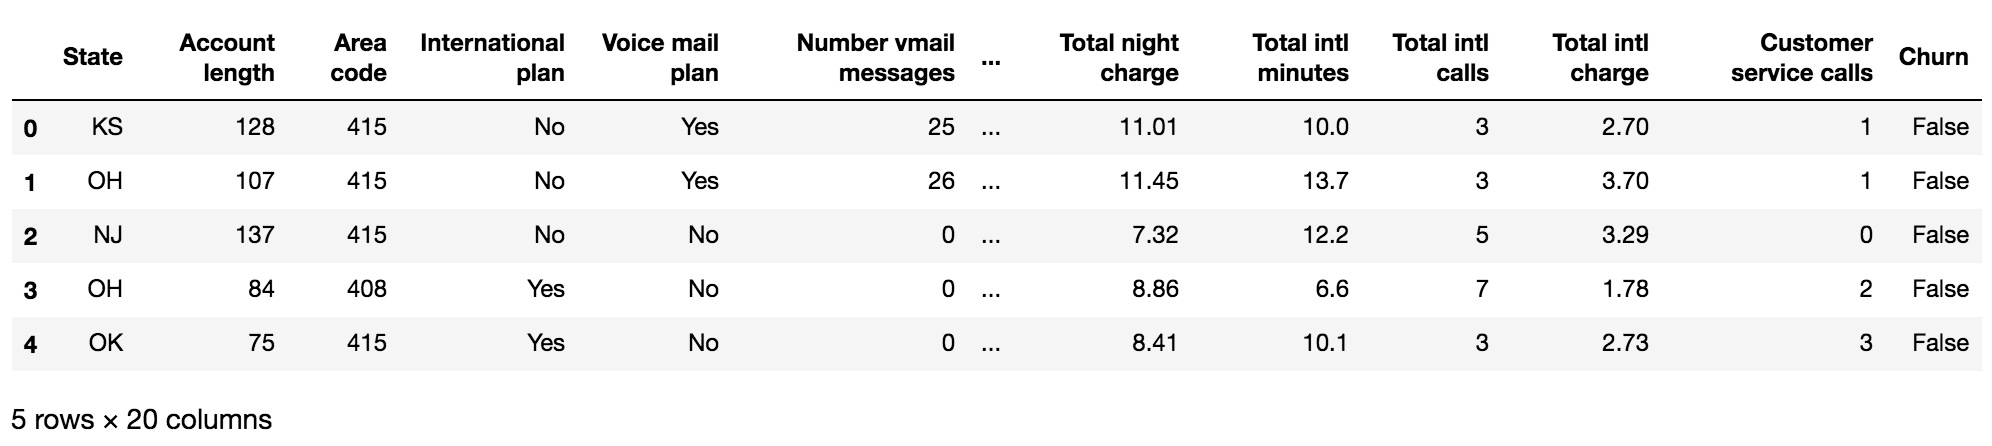 State Account length Area code International plan Voice mail plan Number vmail messages ... Total night charge Total intl minutes Total intl calls Total intl charge Customer service calls Churn
0 KS 128 415 No Yes 25 ... 11.01 10.0 3 2.70 1 False
1 OH 107 415 No Yes 26 ... 11.45 13.7 3 3.70 1 False
2 NJ 137 415 No No 0 ... 7.32 12.2 5 3.29 0 False
3 OH 84 408 Yes No 0 ... 8.86 6.6 7 1.78 2 False
4 OK 75 415 Yes No 0 ... 8.41 10.1 3 2.73 3 False
5 rows × 20 columns